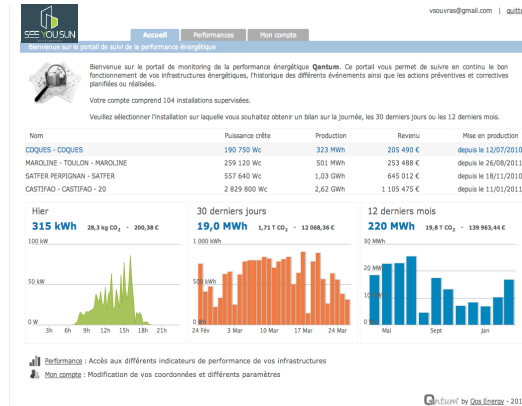 vsouvras@gmail.com | quitte
SEE YOU SUN
Accueil Performances Mon compte
Bienvenue sur le portail de suivi de la performance énergétique
Bienvenue sur le portail de monitoring de la performance énergétique Qantum. Ce portail vous permet de suivre en continu le bon
fonctionnement de vos infrastructures énergétiques, l'historique des différents événements ainsi que les actions préventives et correctives
planifiées ou réalisées.
Votre compte comprend 104 installations supervisées.
Veuillez sélectionner l'installation sur laquelle vous souhaitez obtenir un bilan sur la journée, les 30 derniers jours ou les 12 derniers mois.
Nom Puissance crête Production Revenu Mise en production
COQUES - COQUES 190 750 Wc 323 MWh 205 490 € depuis le 12/07/2010
MAROLINE - TOULON - MAROLINE 259 120 Wc 501 MWh 253 488 € depuis le 26/08/2011
SATFER PERPIGNAN - SATFER 557 640 Wc 1,03 GWh 645 012 € depuis le 18/11/2010
CASTIFAO - CASTIFAO - 20 2 829 800 Wc 2,62 GWh 1 105 475 € depuis le 11/01/2011
Hier
315 kWh 28,3 kg CO2 - 200,38 €
100 kW
50 kW
0 W
3h 6h 9h 12h 15h 18h 21h
30 derniers jours
19,0 MWh 1,71 T CO2 - 12 068,36 €
1 000 kWh
500 kWh
0 Wh
24 Fév 3 Mar 10 Mar 17 Mar 24 Mar
12 derniers mois
220 MWh 19,8 T CO2 - 139 963,44 €
30 MWh
20 MW
10 MW
0 W
Mai Sept Jan
Performance : Accès aux différents indicateurs de performance de vos infrastructures
Mon compte : Modification de vos coordonnées et différents paramètres
Qantum by Qos Energy - 201